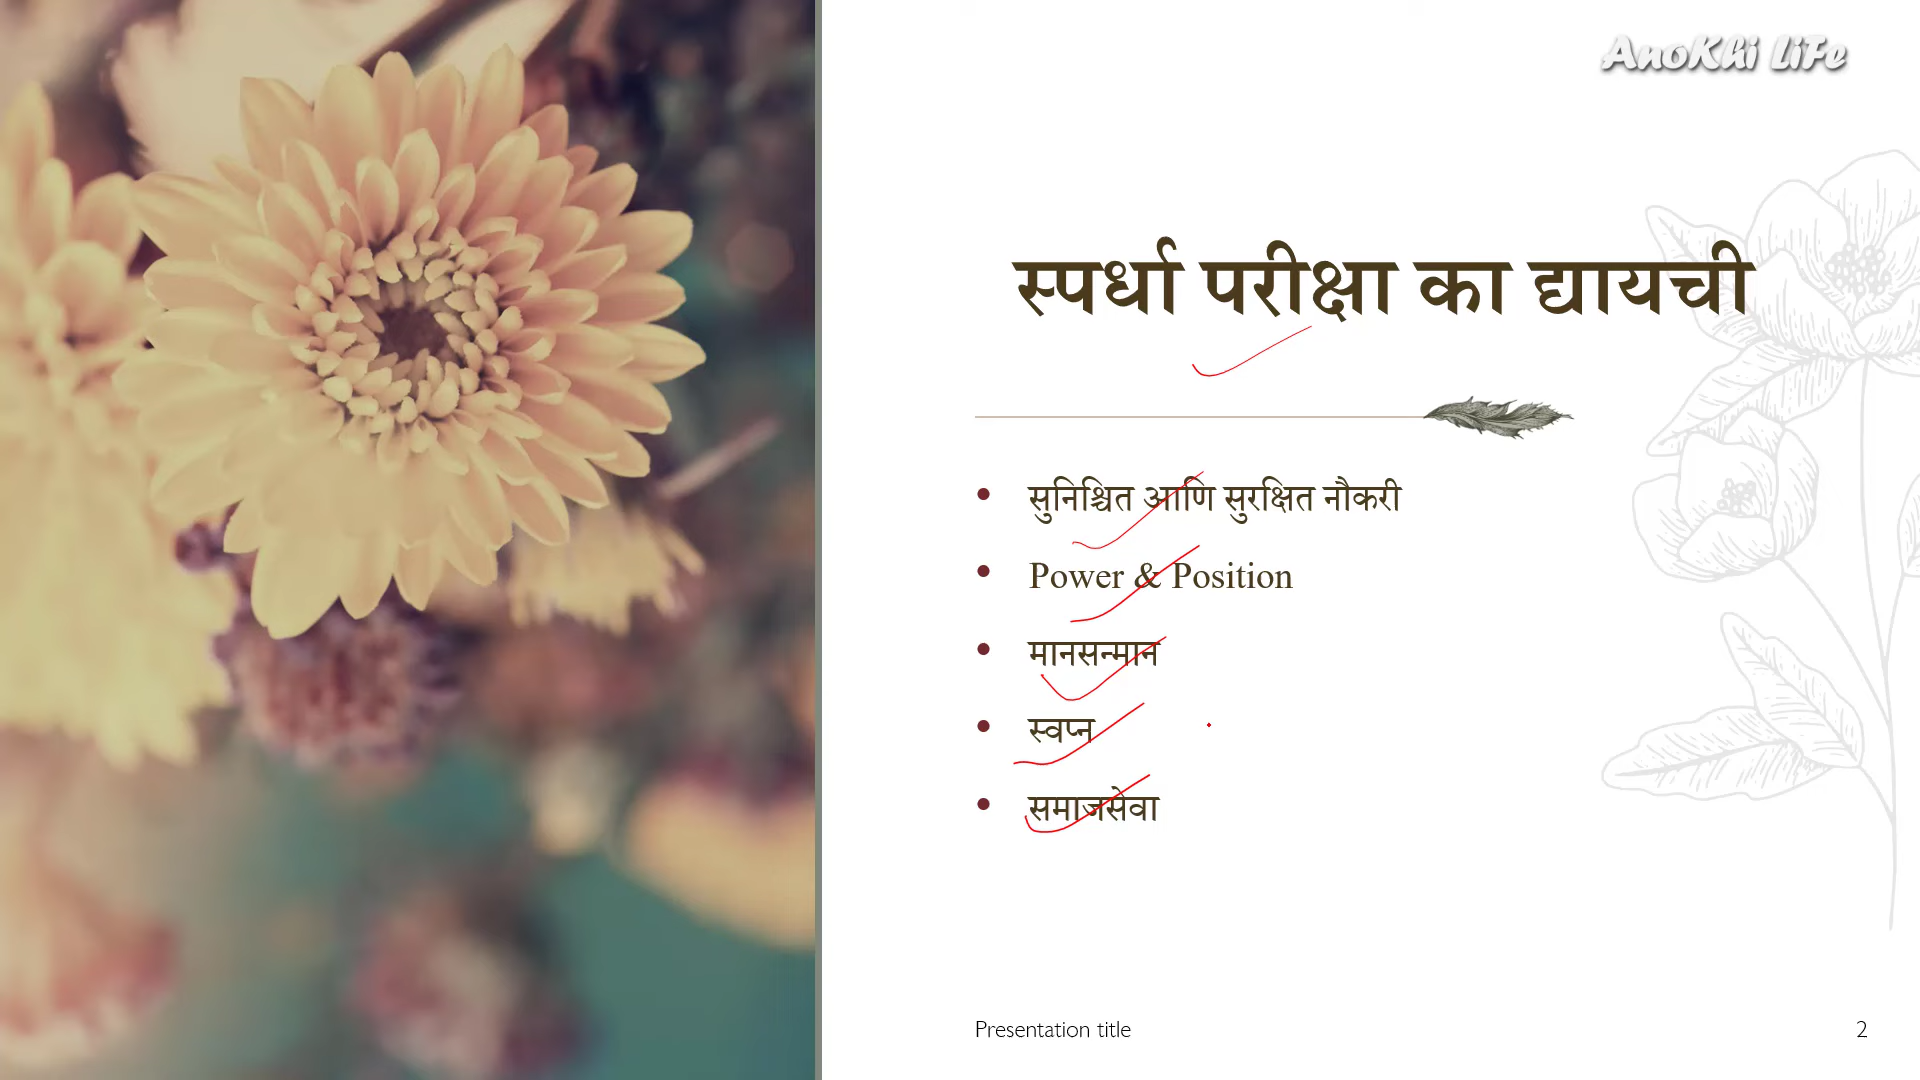 AnoKhi LiFe
स्पर्धा परीक्षा का द्यायची
• सुनिश्चित आणि सुरक्षित नौकरी
• Power & Position
• मानसन्मान
• स्वप्न
• समाजसेवा
Presentation title
2